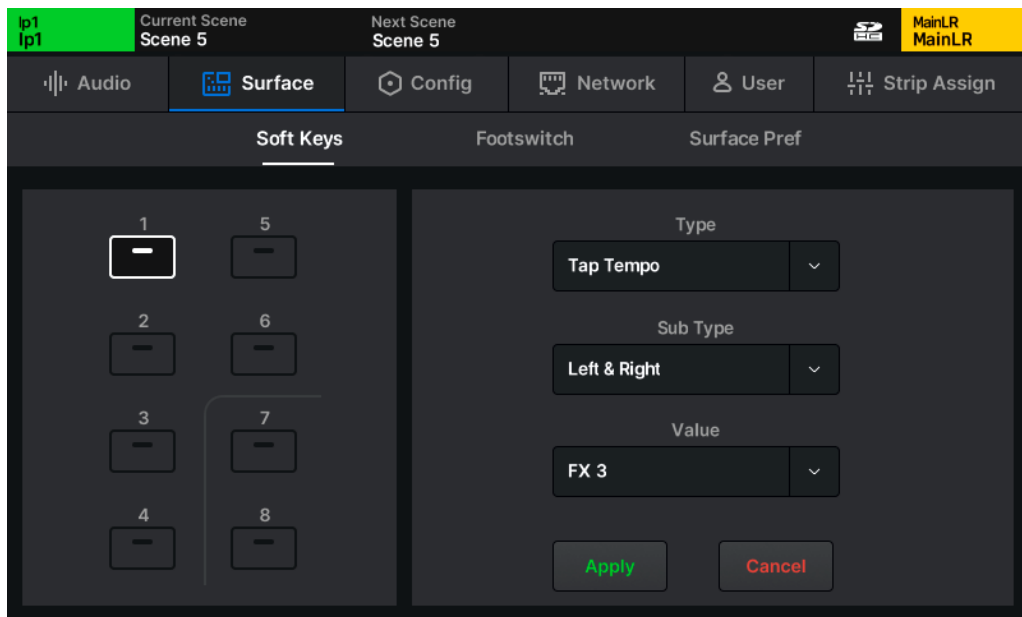 Ip1
Ip1
Current Scene
Scene 5
Next Scene
Scene 5
MainLR
MainLR
Audio
Surface
Config
Network
User
Strip Assign
Soft Keys
Footswitch
Surface Pref
1
5
2
6
3
7
4
8
Type
Tap Tempo
Sub Type
Left & Right
Value
FX 3
Apply
Cancel